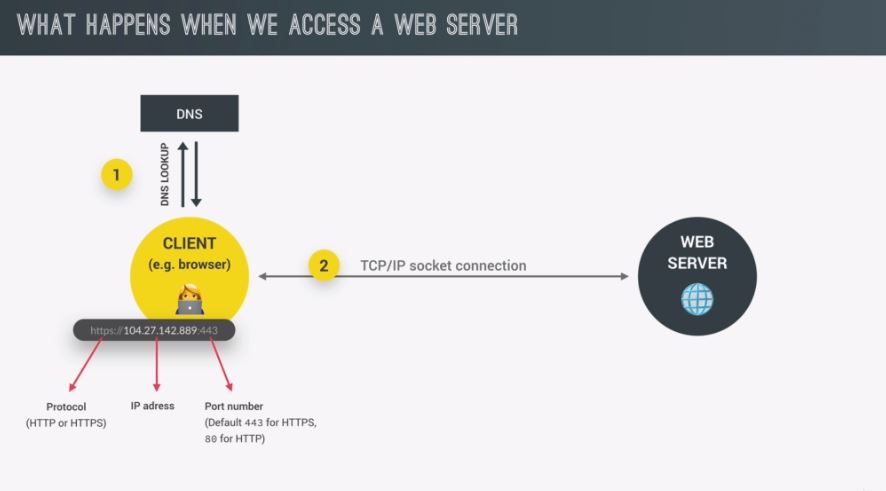 WHAT HAPPENS WHEN WE ACCESS A WEB SERVER
DNS
1
DNS LOOKUP
CLIENT
(e.g. browser)
2
TCP/IP socket connection
WEB
SERVER
https://104.27.142.889:443
Protocol
(HTTP or HTTPS)
IP adress
Port number
(Default 443 for HTTPS,
80 for HTTP)